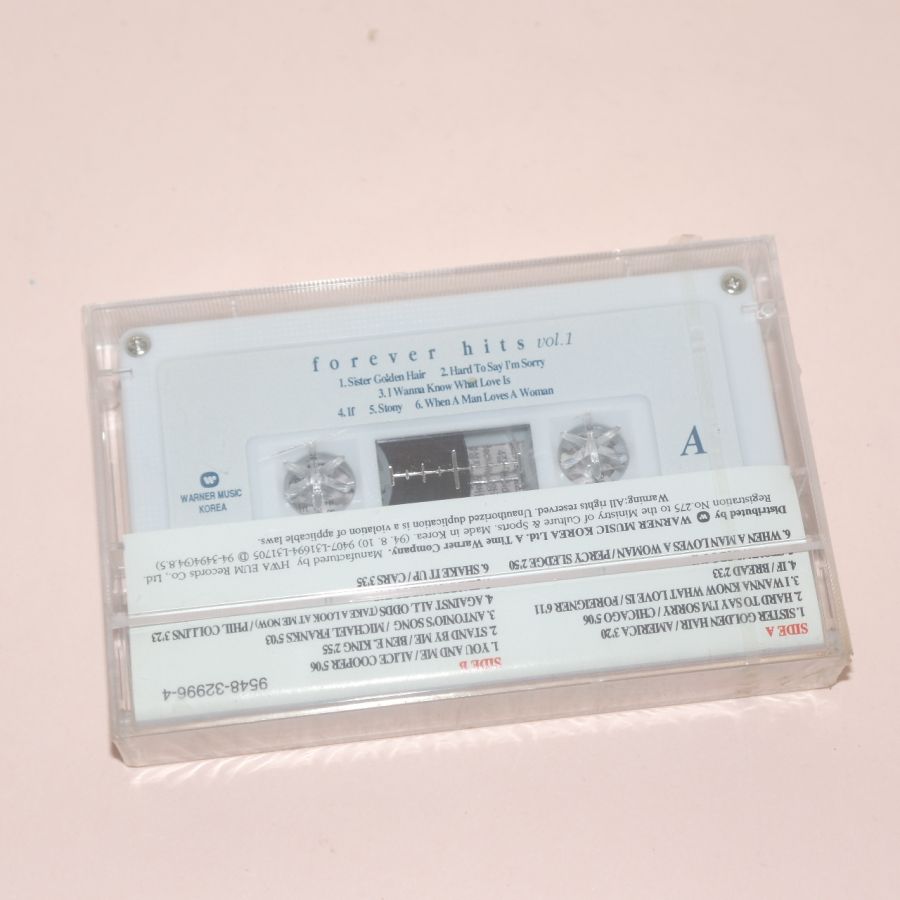 forever hits vol.1
1.Sister Golden Hair 2.Hard To Say I'm Sorry
3.I Wanna Know What Love Is
4.If 5.Stony 6.When A Man Loves A Woman
A
WARNER MUSIC
KOREA
9548-32996-4
SIDE A
1.SISTER GOLDEN HAIR / AMERICA 3'20
2.HARD TO SAY I'M SORRY / CHICAGO 5'06
3.I WANNA KNOW WHAT LOVE IS / FOREIGNER 6'11
4.IF / BREAD 2'33
6.WHEN A MAN LOVES A WOMAN / PERCY SLEDGE 2'50
SIDE B
1.YOU AND ME / ALICE COOPER 5'06
2.STAND BY ME / BEN E. KING 2'55
3.ANTONIO'S SONG / MICHAEL FRANKS 5'03
4.AGAINST ALL ODDS (TAKE A LOOK AT ME NOW) / PHIL COLLINS 3'23
6.SHAKE IT UP / CARS 3'35
Distributed by WARNER MUSIC KOREA Ltd. A Time Warner Company. Manufactured by HWA EUM Records Co., Ltd.
Registration No.275 to the Ministry of Culture & Sports. Made in Korea. ('94. 8. 10) 9407-L31694-L31705 ℗ 94-3494('94.8.5)
Warning:All rights reserved. Unauthorized duplication is a violation of applicable laws.